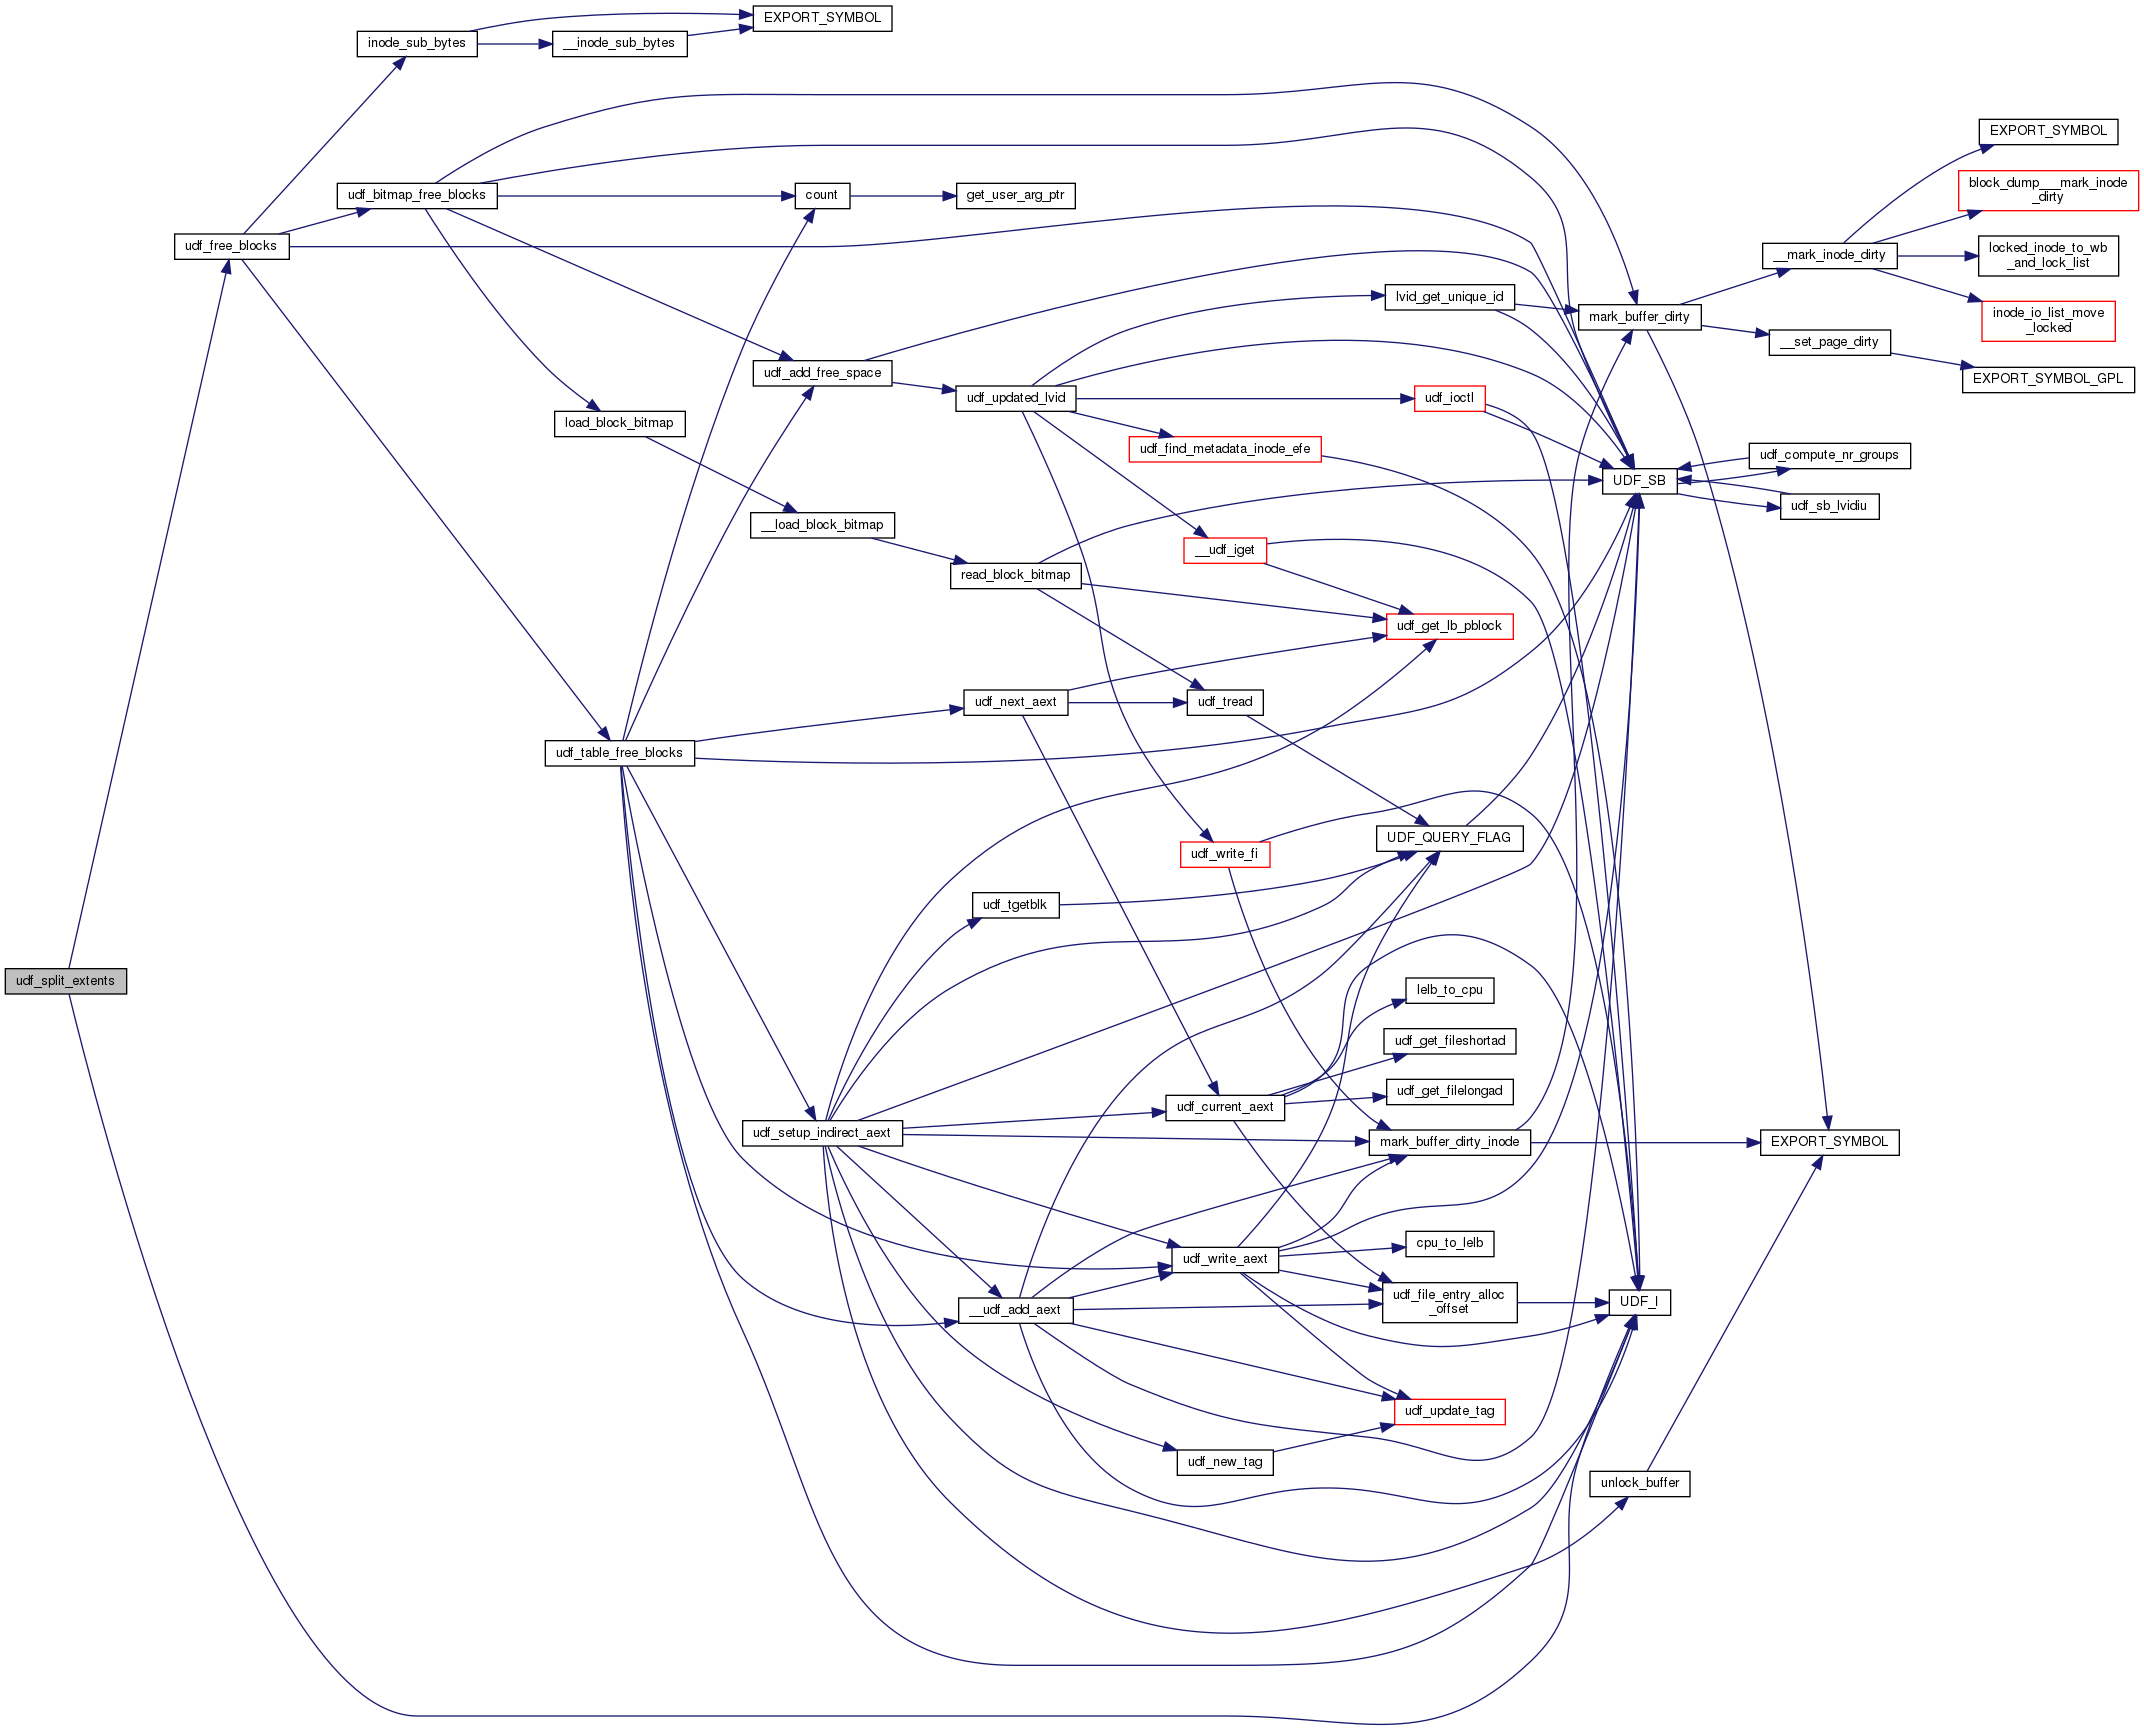 EXPORT_SYMBOL
inode_sub_bytes
__inode_sub_bytes
EXPORT_SYMBOL
block_dump___mark_inode
_dirty
udf_bitmap_free_blocks
count
get_user_arg_ptr
udf_free_blocks
locked_inode_to_wb
_and_lock_list
__mark_inode_dirty
lvid_get_unique_id
mark_buffer_dirty
inode_io_list_move
_locked
__set_page_dirty
udf_add_free_space
EXPORT_SYMBOL_GPL
udf_updated_lvid
udf_ioctl
load_block_bitmap
udf_find_metadata_inode_efe
udf_compute_nr_groups
UDF_SB
udf_sb_lvidiu
__load_block_bitmap
__udf_iget
read_block_bitmap
udf_get_lb_pblock
udf_next_aext
udf_tread
udf_table_free_blocks
UDF_QUERY_FLAG
udf_write_fi
udf_tgetblk
udf_split_extents
lelb_to_cpu
udf_get_fileshortad
udf_get_filelongad
udf_current_aext
udf_setup_indirect_aext
mark_buffer_dirty_inode
EXPORT_SYMBOL
cpu_to_lelb
udf_write_aext
udf_file_entry_alloc
_offset
UDF_I
__udf_add_aext
udf_update_tag
udf_new_tag
unlock_buffer